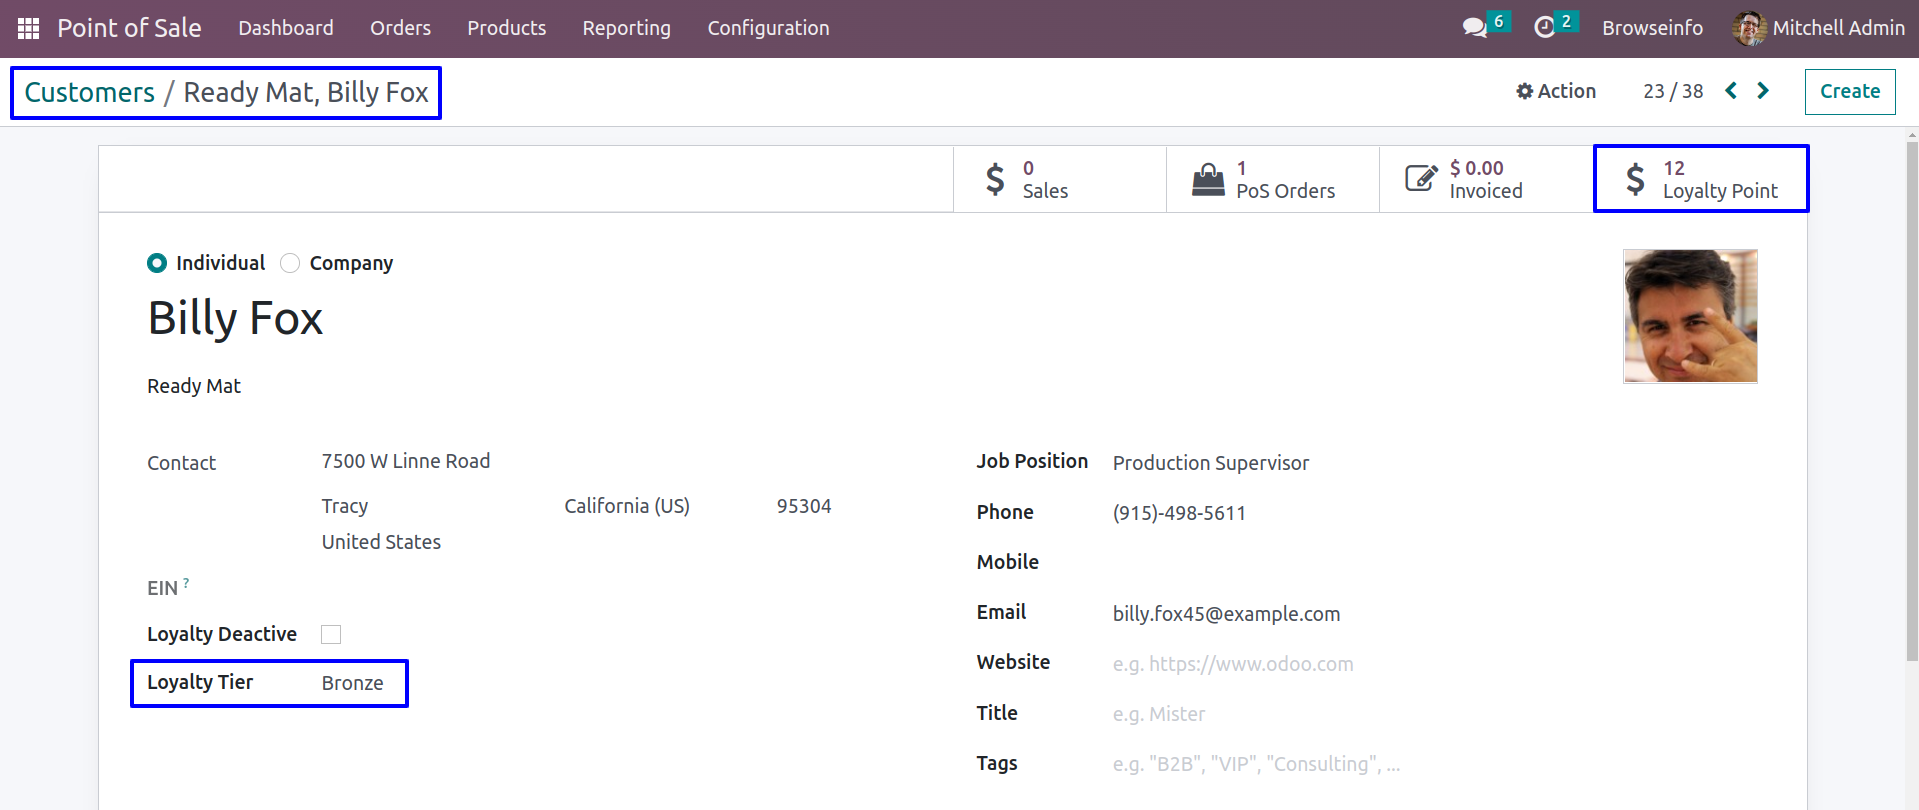 Point of Sale Dashboard Orders Products Reporting Configuration 6 2 Browseinfo Mitchell Admin
Customers / Ready Mat, Billy Fox Action 23 / 38 Create
0 Sales
1 PoS Orders
$ 0.00 Invoiced
12 Loyalty Point
Individual Company
Billy Fox
Ready Mat
Contact 7500 W Linne Road
Tracy California (US) 95304
United States
EIN ?
Loyalty Deactive
Loyalty Tier Bronze
Job Position Production Supervisor
Phone (915)-498-5611
Mobile
Email billy.fox45@example.com
Website e.g. https://www.odoo.com
Title e.g. Mister
Tags e.g. "B2B", "VIP", "Consulting", ...